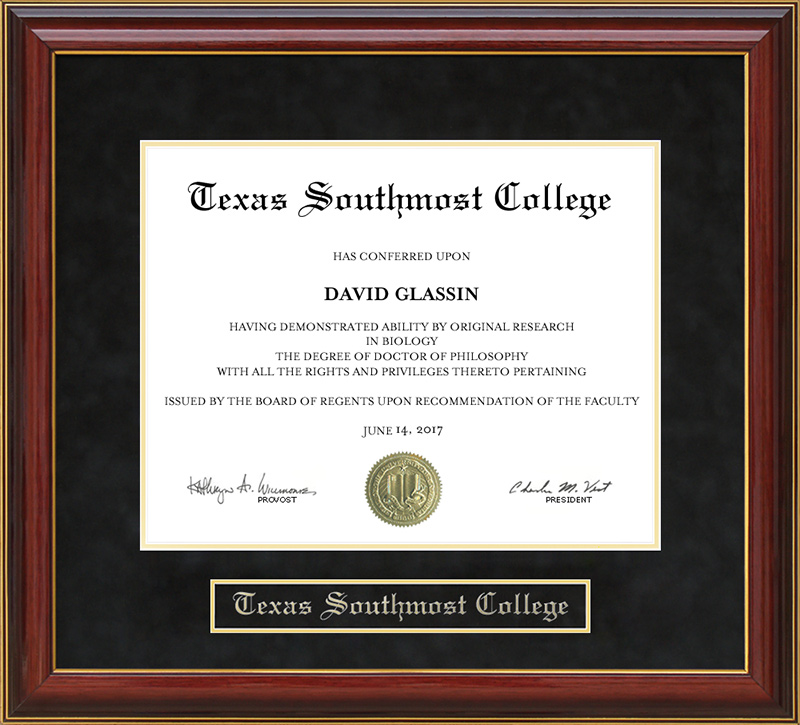 Texas Southmost College
HAS CONFERRED UPON
DAVID GLASSIN
HAVING DEMONSTRATED ABILITY BY ORIGINAL RESEARCH
IN BIOLOGY
THE DEGREE OF DOCTOR OF PHILOSOPHY
WITH ALL THE RIGHTS AND PRIVILEGES THERETO PERTAINING
ISSUED BY THE BOARD OF REGENTS UPON RECOMMENDATION OF THE FACULTY
JUNE 14, 2017
Charles M. Vest
PROVOST
PRESIDENT
Texas Southmost College